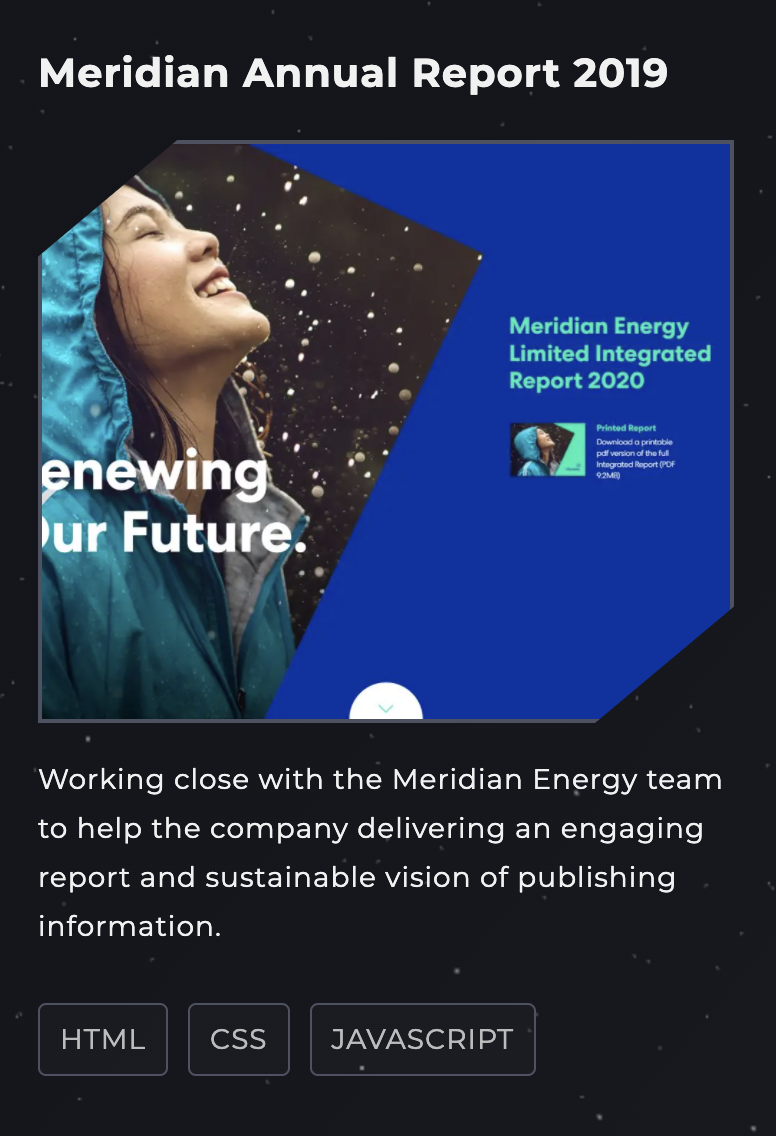 Meridian Annual Report 2019
enewing
Our Future.
Meridian Energy
Limited Integrated
Report 2020
Printed Report
Download a printable
pdf version of the full
Integrated Report (PDF
9.2MB)
Working close with the Meridian Energy team
to help the company delivering an engaging
report and sustainable vision of publishing
information.
HTML
CSS
JAVASCRIPT